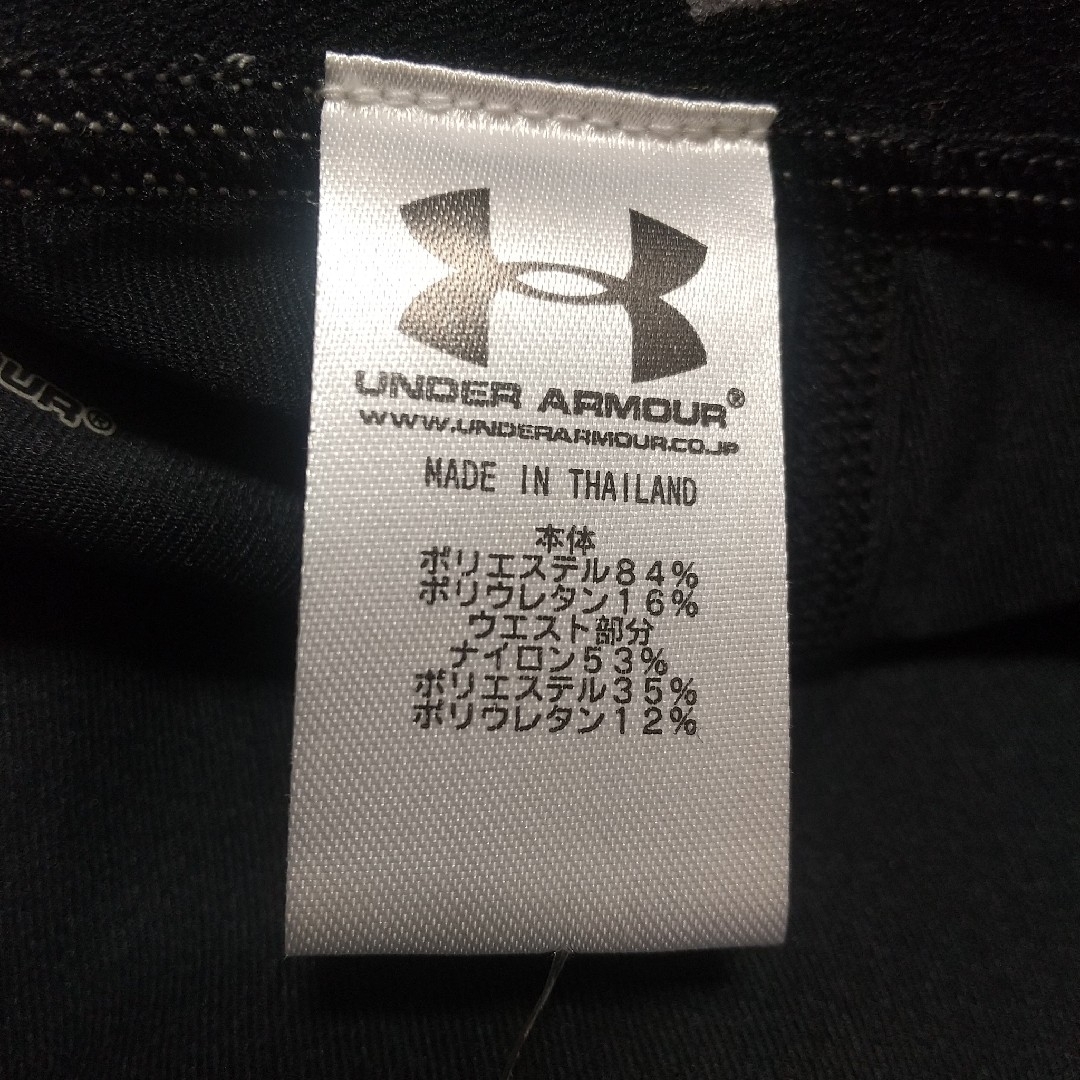 UNDER ARMOUR®
WWW.UNDERARMOUR.CO.JP
MADE IN THAILAND
本体
ポリエステル84%
ポリウレタン16%
ウエスト部分
ナイロン53%
ポリエステル35%
ポリウレタン12%
OUR®